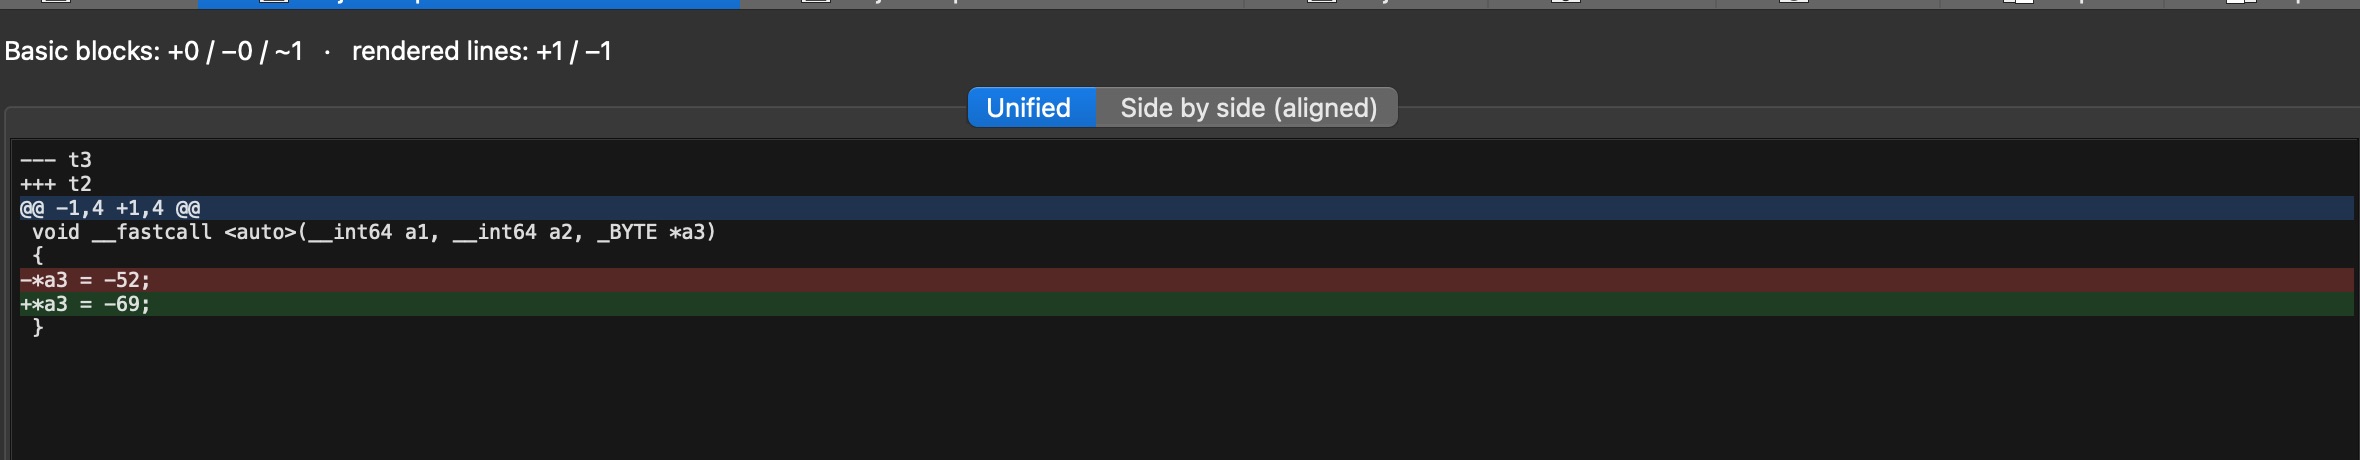 Basic blocks: +0 / −0 / ~1 · rendered lines: +1 / −1
Unified Side by side (aligned)
--- t3
+++ t2
@@ -1,4 +1,4 @@
 void __fastcall <auto>(__int64 a1, __int64 a2, _BYTE *a3)
 {
-*a3 = -52;
+*a3 = -69;
 }